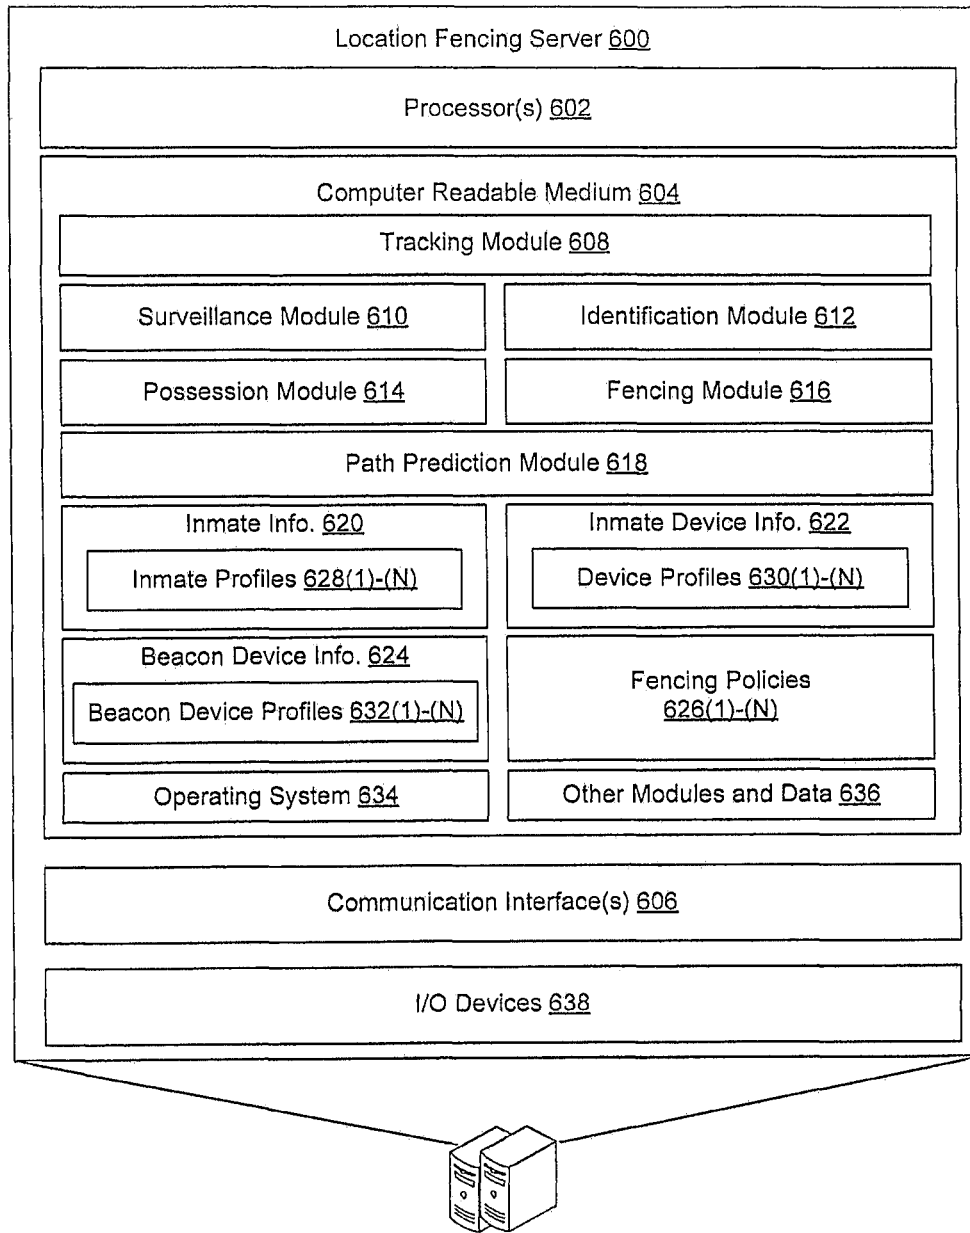 Location Fencing Server 600
Processor(s) 602
Computer Readable Medium 604
Tracking Module 608
Surveillance Module 610
Identification Module 612
Possession Module 614
Fencing Module 616
Path Prediction Module 618
Inmate Info. 620
Inmate Profiles 628(1)-(N)
Inmate Device Info. 622
Device Profiles 630(1)-(N)
Beacon Device Info. 624
Beacon Device Profiles 632(1)-(N)
Fencing Policies
626(1)-(N)
Operating System 634
Other Modules and Data 636
Communication Interface(s) 606
I/O Devices 638